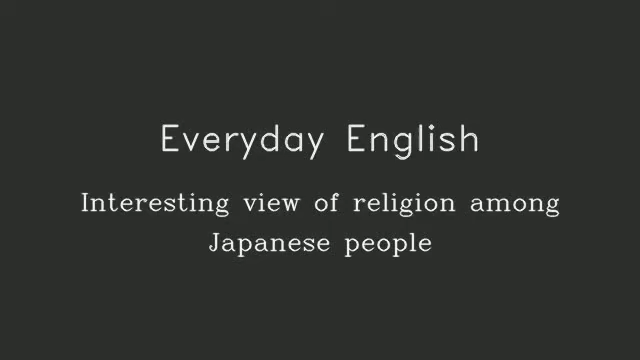 Everyday English
Interesting view of religion among
Japanese people